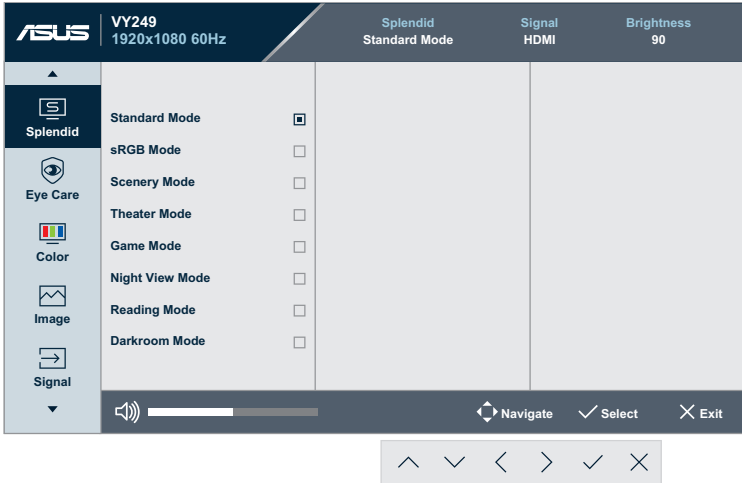 ASUS
VY249
1920x1080 60Hz
Splendid
Standard Mode
Signal
HDMI
Brightness
90
Splendid
Eye Care
Color
Image
Signal
Standard Mode
sRGB Mode
Scenery Mode
Theater Mode
Game Mode
Night View Mode
Reading Mode
Darkroom Mode
Navigate
Select
Exit